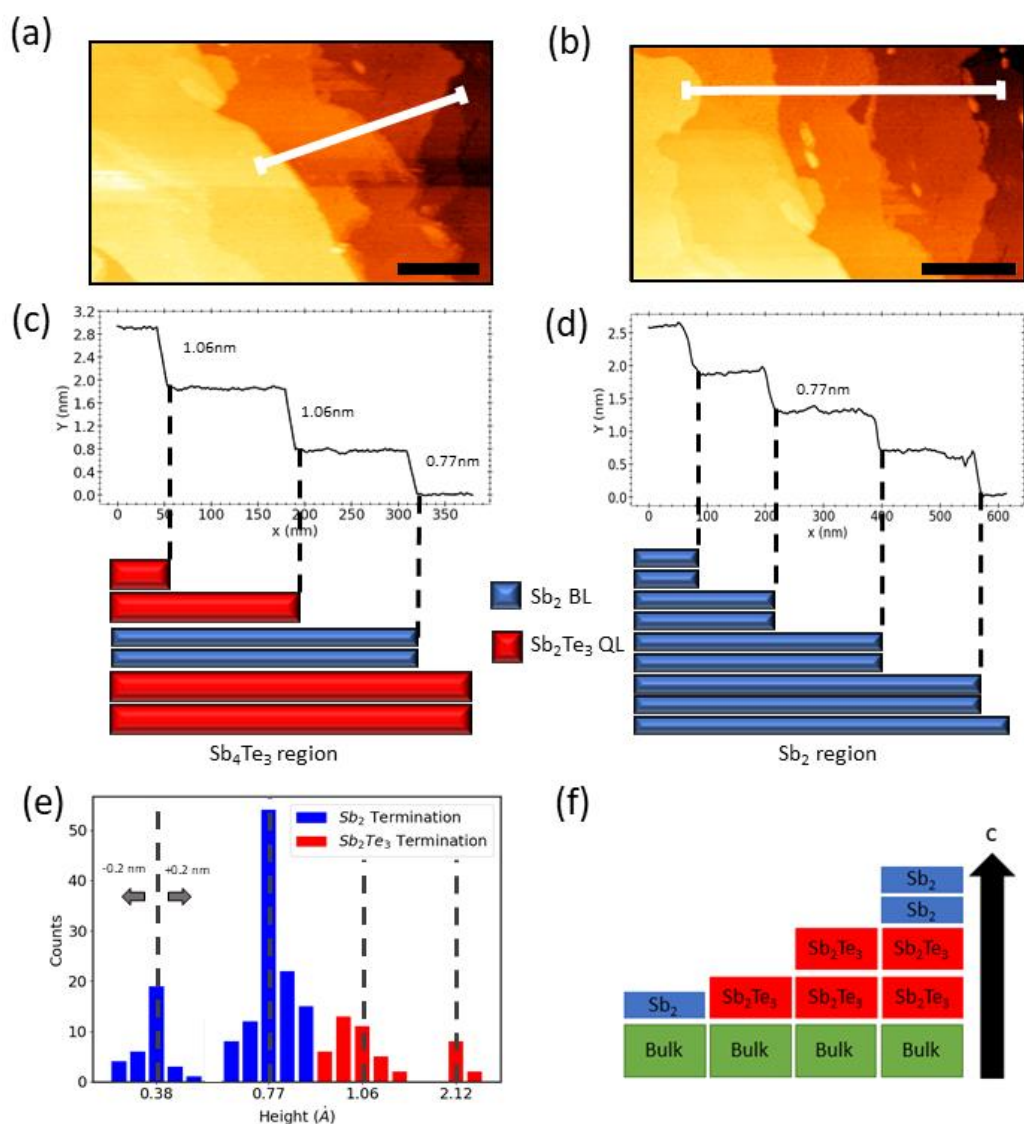 (a)
(b)
(c)
3.2
2.8
2.4
2.0
1.6
1.2
0.8
0.4
0.0
Y (nm)
1.06nm
1.06nm
0.77nm
0 50 100 150 200 250 300 350
x (nm)
(d)
2.5
2.0
1.5
1.0
0.5
0.0
Y (nm)
0.77nm
0 100 200 300 400 500 600
x (nm)
Sb₂ BL
Sb₂Te₃ QL
Sb₄Te₃ region
Sb₂ region
(e)
50
40
30
20
10
0
Counts
-0.2 nm
+0.2 nm
Sb₂ Termination
Sb₂Te₃ Termination
0.38 0.77 1.06 2.12
Height (Å)
(f)
c
Sb₂
Sb₂
Sb₂Te₃ Sb₂Te₃
Sb₂ Sb₂Te₃ Sb₂Te₃ Sb₂Te₃
Bulk Bulk Bulk Bulk